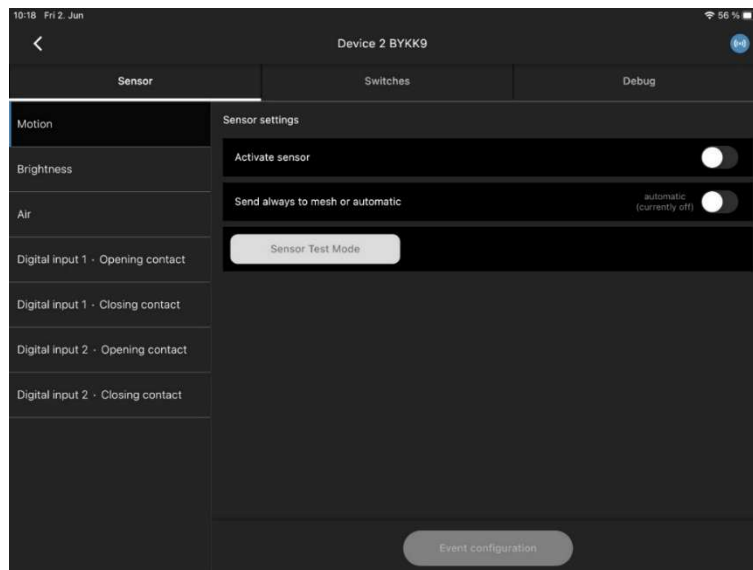 10:18 Fri 2. Jun
56 %
Device 2 BYKK9
Sensor
Switches
Debug
Motion
Brightness
Air
Digital input 1 · Opening contact
Digital input 1 · Closing contact
Digital input 2 · Opening contact
Digital input 2 · Closing contact
Sensor settings
Activate sensor
Send always to mesh or automatic
automatic
(currently off)
Sensor Test Mode
Event configuration